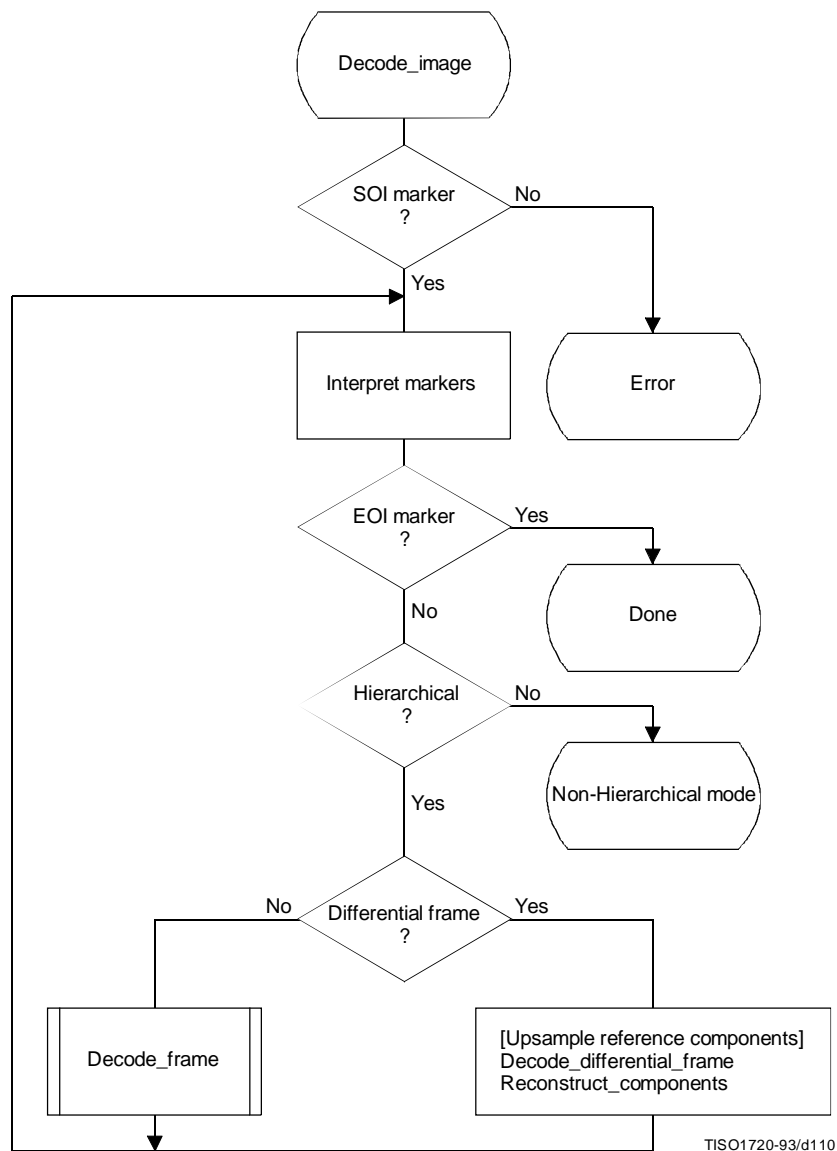 Decode_image
SOI marker
?
No
Yes
Interpret markers
Error
EOI marker
?
Yes
No
Done
Hierarchical
?
No
Yes
Non-Hierarchical mode
No
Differential frame
?
Yes
Decode_frame
[Upsample reference components]
Decode_differential_frame
Reconstruct_components
TISO1720-93/d110